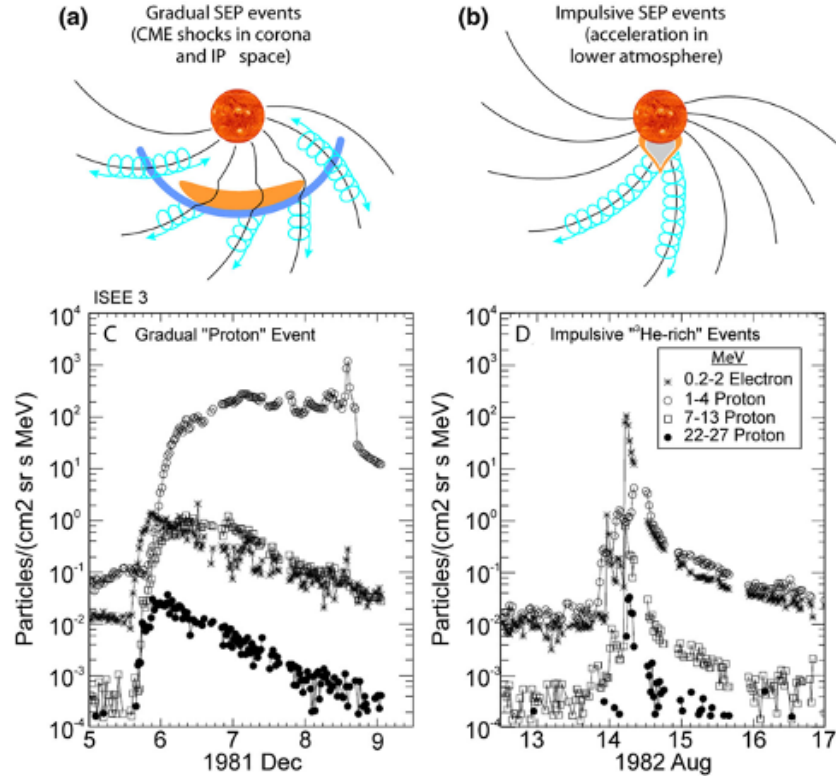 (a)
Gradual SEP events
(CME shocks in corona
and IP space)
(b)
Impulsive SEP events
(acceleration in
lower atmosphere)
ISEE 3
C Gradual "Proton" Event
Particles/(cm2 sr s MeV)
10^4
10^3
10^2
10^1
10^0
10^-1
10^-2
10^-3
10^-4
5 6 7 8 9
1981 Dec
D Impulsive "³He-rich" Events
MeV
0.2-2 Electron
1-4 Proton
7-13 Proton
22-27 Proton
Particles/(cm2 sr s MeV)
10^4
10^3
10^2
10^1
10^0
10^-1
10^-2
10^-3
10^-4
13 14 15 16 17
1982 Aug